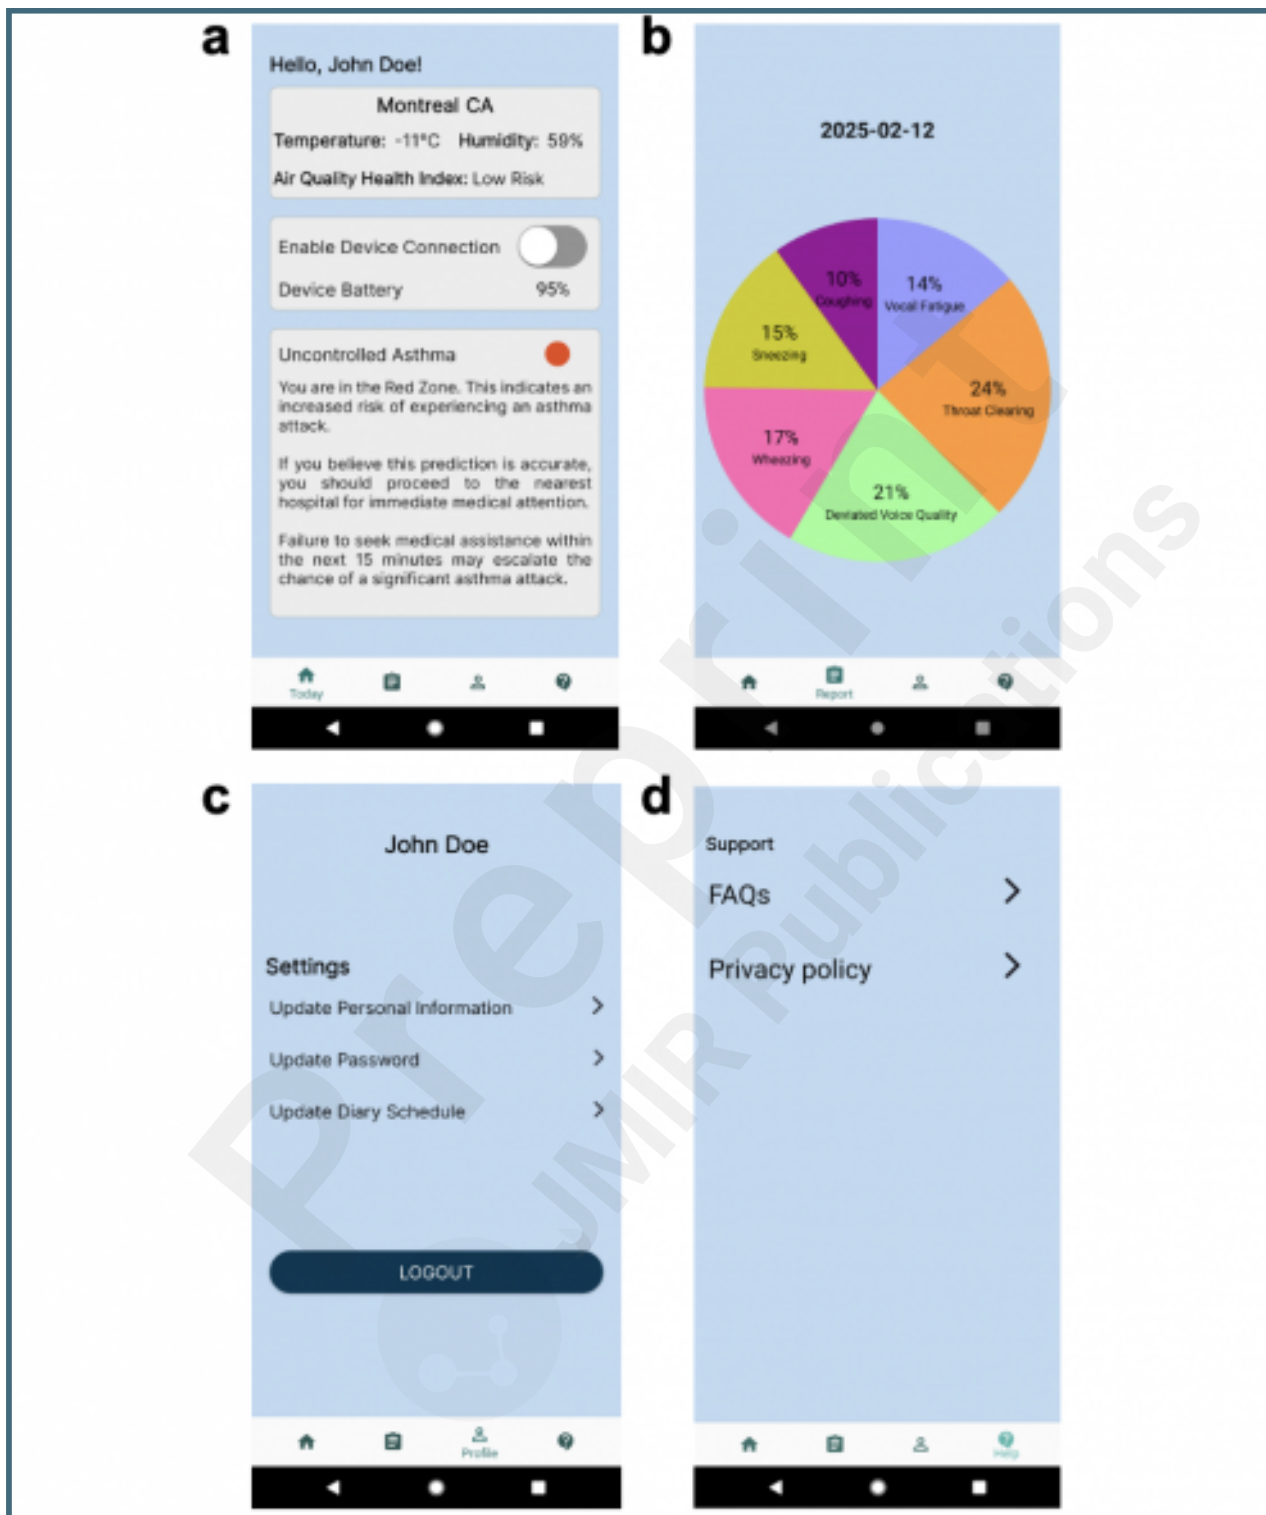 a
Hello, John Doe!
Montreal CA
Temperature: -11°C Humidity: 59%
Air Quality Health Index: Low Risk
Enable Device Connection
Device Battery 95%
Uncontrolled Asthma
You are in the Red Zone. This indicates an
increased risk of experiencing an asthma
attack.
If you believe this prediction is accurate,
you should proceed to the nearest
hospital for immediate medical attention.
Failure to seek medical assistance within
the next 15 minutes may escalate the
chance of a significant asthma attack.
Today
b
2025-02-12
10%
Coughing
14%
Vocal Fatigue
15%
Sneezing
24%
Throat Clearing
17%
Wheezing
21%
Deviated Voice Quality
Report
c
John Doe
Settings
Update Personal Information
Update Password
Update Diary Schedule
LOGOUT
Profile
d
Support
FAQs
Privacy policy
Help
Preprint
JMIR Publications